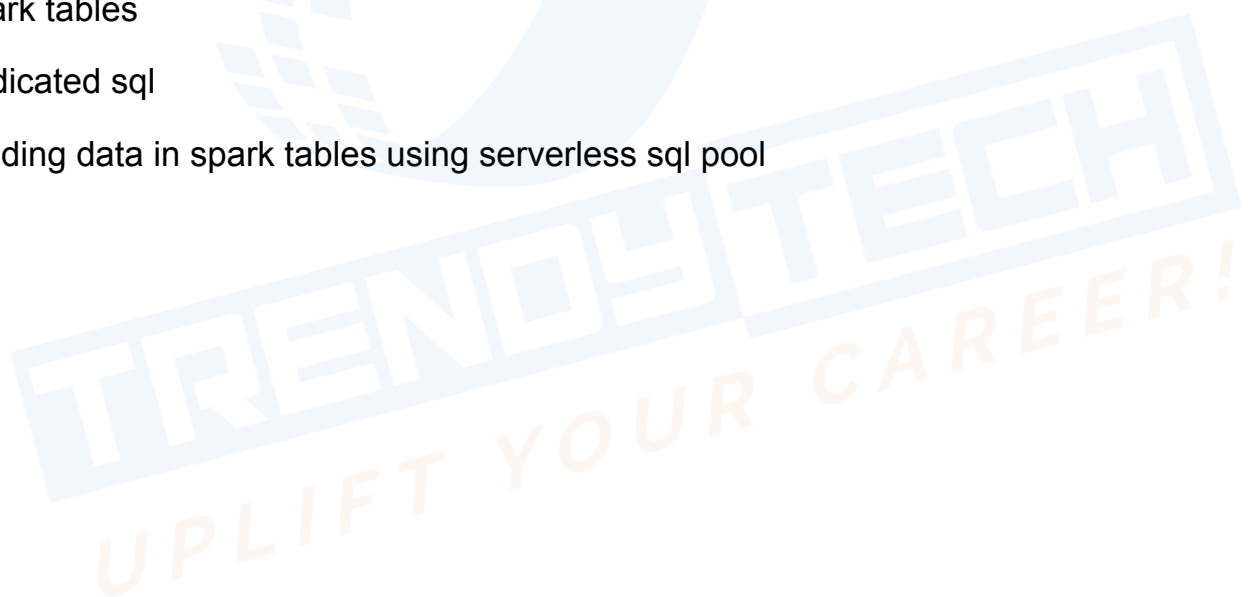 ark tables
dicated sql
ding data in spark tables using serverless sql pool
TRENDYTECH
UPLIFT YOUR CAREER!